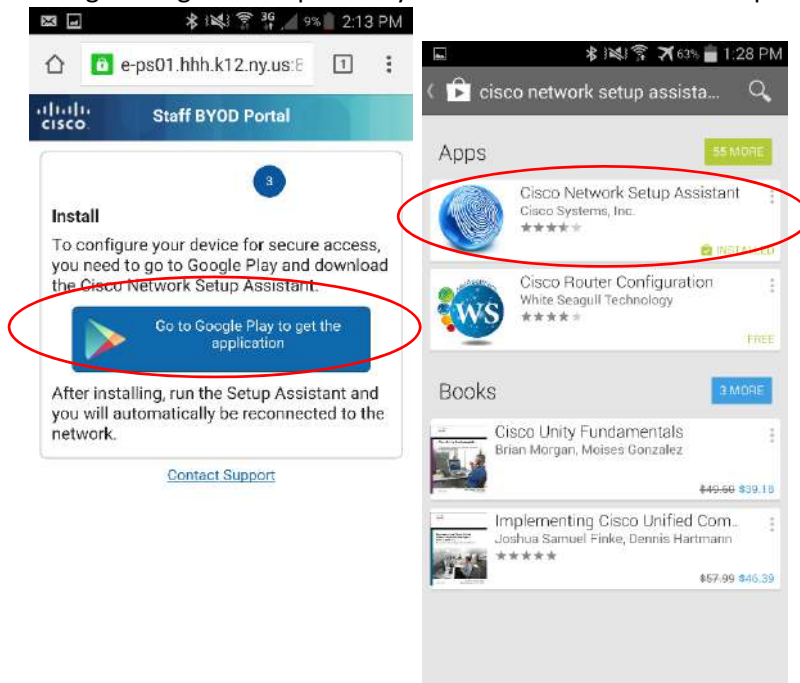 3G 9% 2:13 PM
e-ps01.hhh.k12.ny.us:8 1
CISCO Staff BYOD Portal
3
Install
To configure your device for secure access,
you need to go to Google Play and download
the Cisco Network Setup Assistant.
Go to Google Play to get the
application
After installing, run the Setup Assistant and
you will automatically be reconnected to the
network.
Contact Support
63% 1:28 PM
cisco network setup assista...
Apps 55 MORE
Cisco Network Setup Assistant
Cisco Systems, Inc.
INSTALLED
Cisco Router Configuration
WS White Seagull Technology
FREE
Books 3 MORE
Cisco Unity Fundamentals
Brian Morgan, Moises Gonzalez
$49.60 $39.18
Implementing Cisco Unified Com..
Joshua Samuel Finke, Dennis Hartmann
$57.99 $46.39